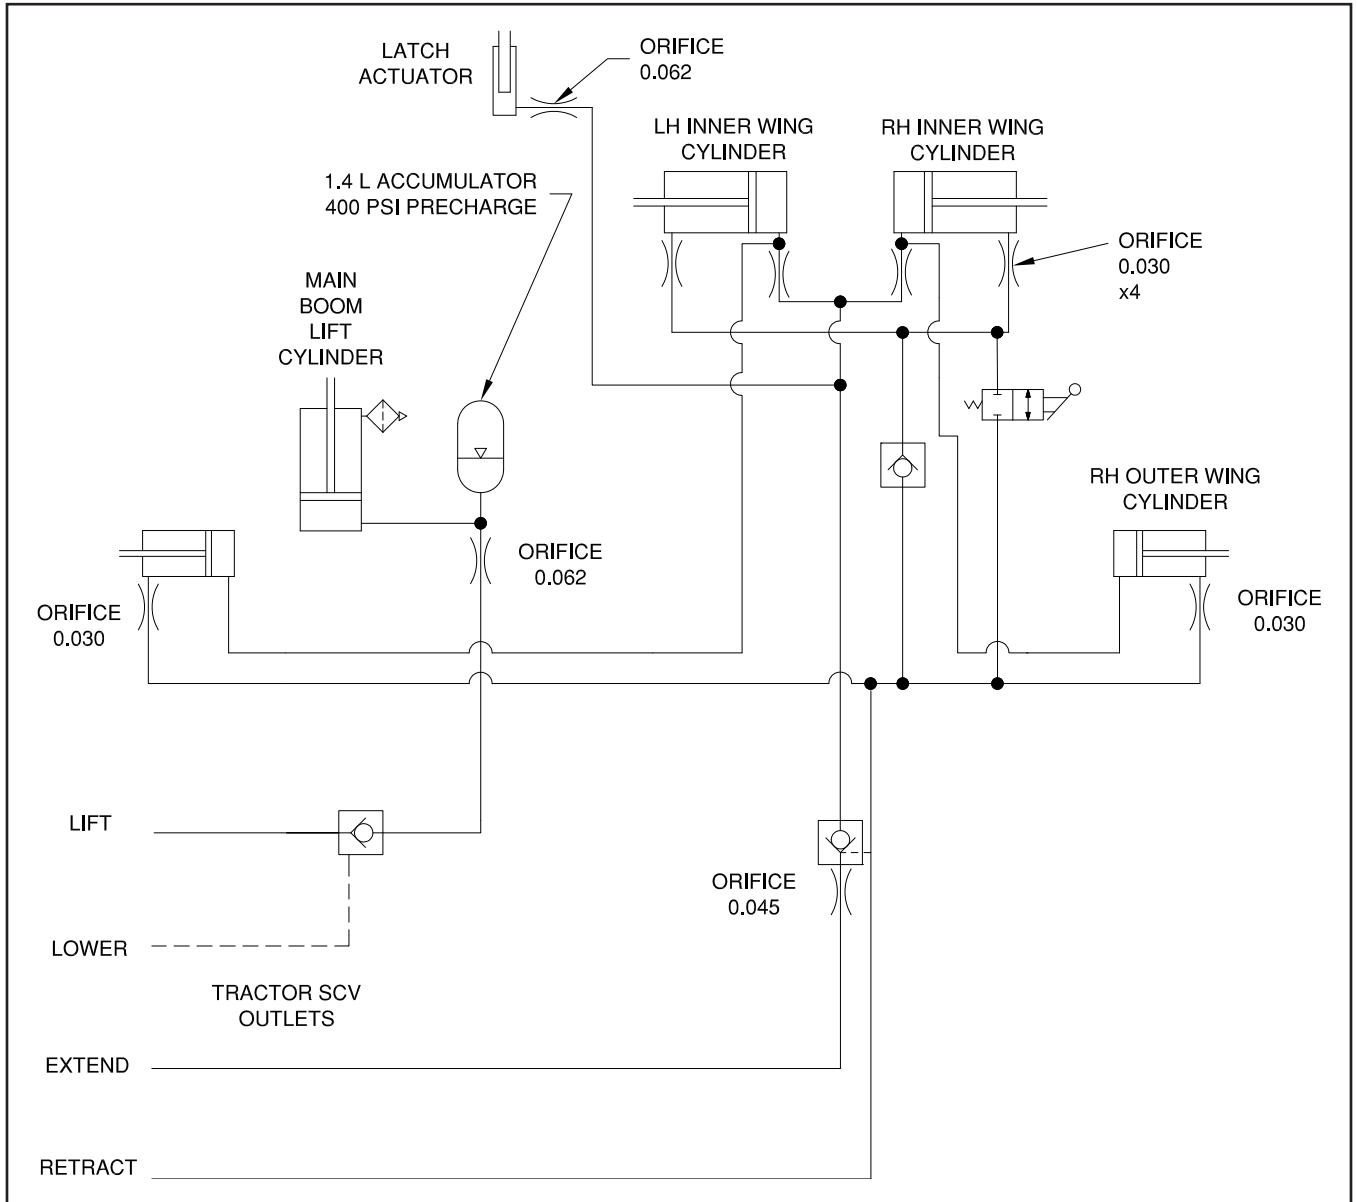 LATCH
ACTUATOR
ORIFICE
0.062
LH INNER WING
CYLINDER
RH INNER WING
CYLINDER
1.4 L ACCUMULATOR
400 PSI PRECHARGE
ORIFICE
0.030
x4
MAIN
BOOM
LIFT
CYLINDER
RH OUTER WING
CYLINDER
ORIFICE
0.062
ORIFICE
0.030
ORIFICE
0.030
LIFT
ORIFICE
0.045
LOWER
TRACTOR SCV
OUTLETS
EXTEND
RETRACT